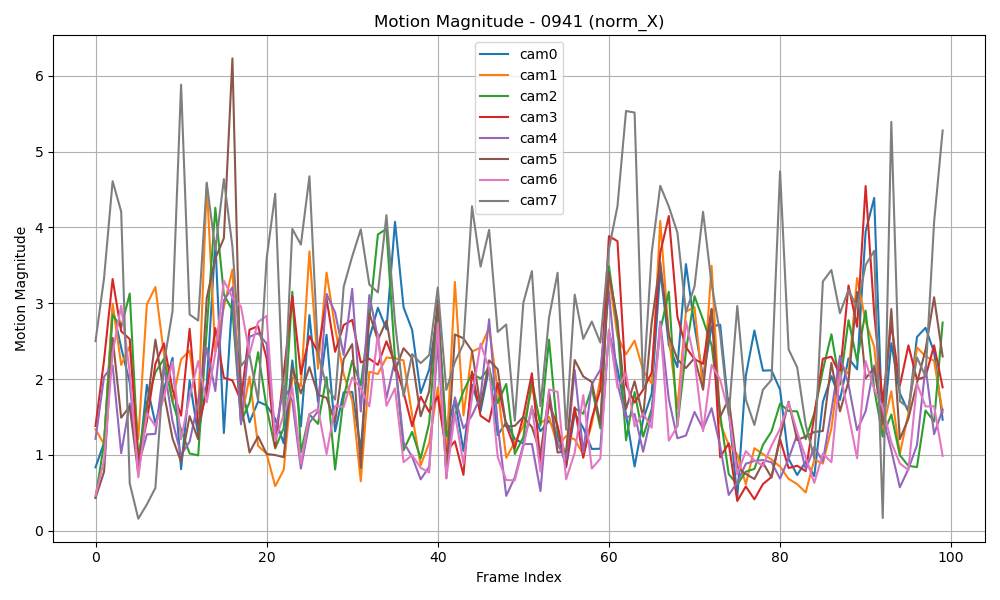 Motion Magnitude - 0941 (norm_X)
cam0
cam1
cam2
cam3
cam4
cam5
cam6
cam7
Motion Magnitude
6
5
4
3
2
1
0
0 20 40 60 80 100
Frame Index